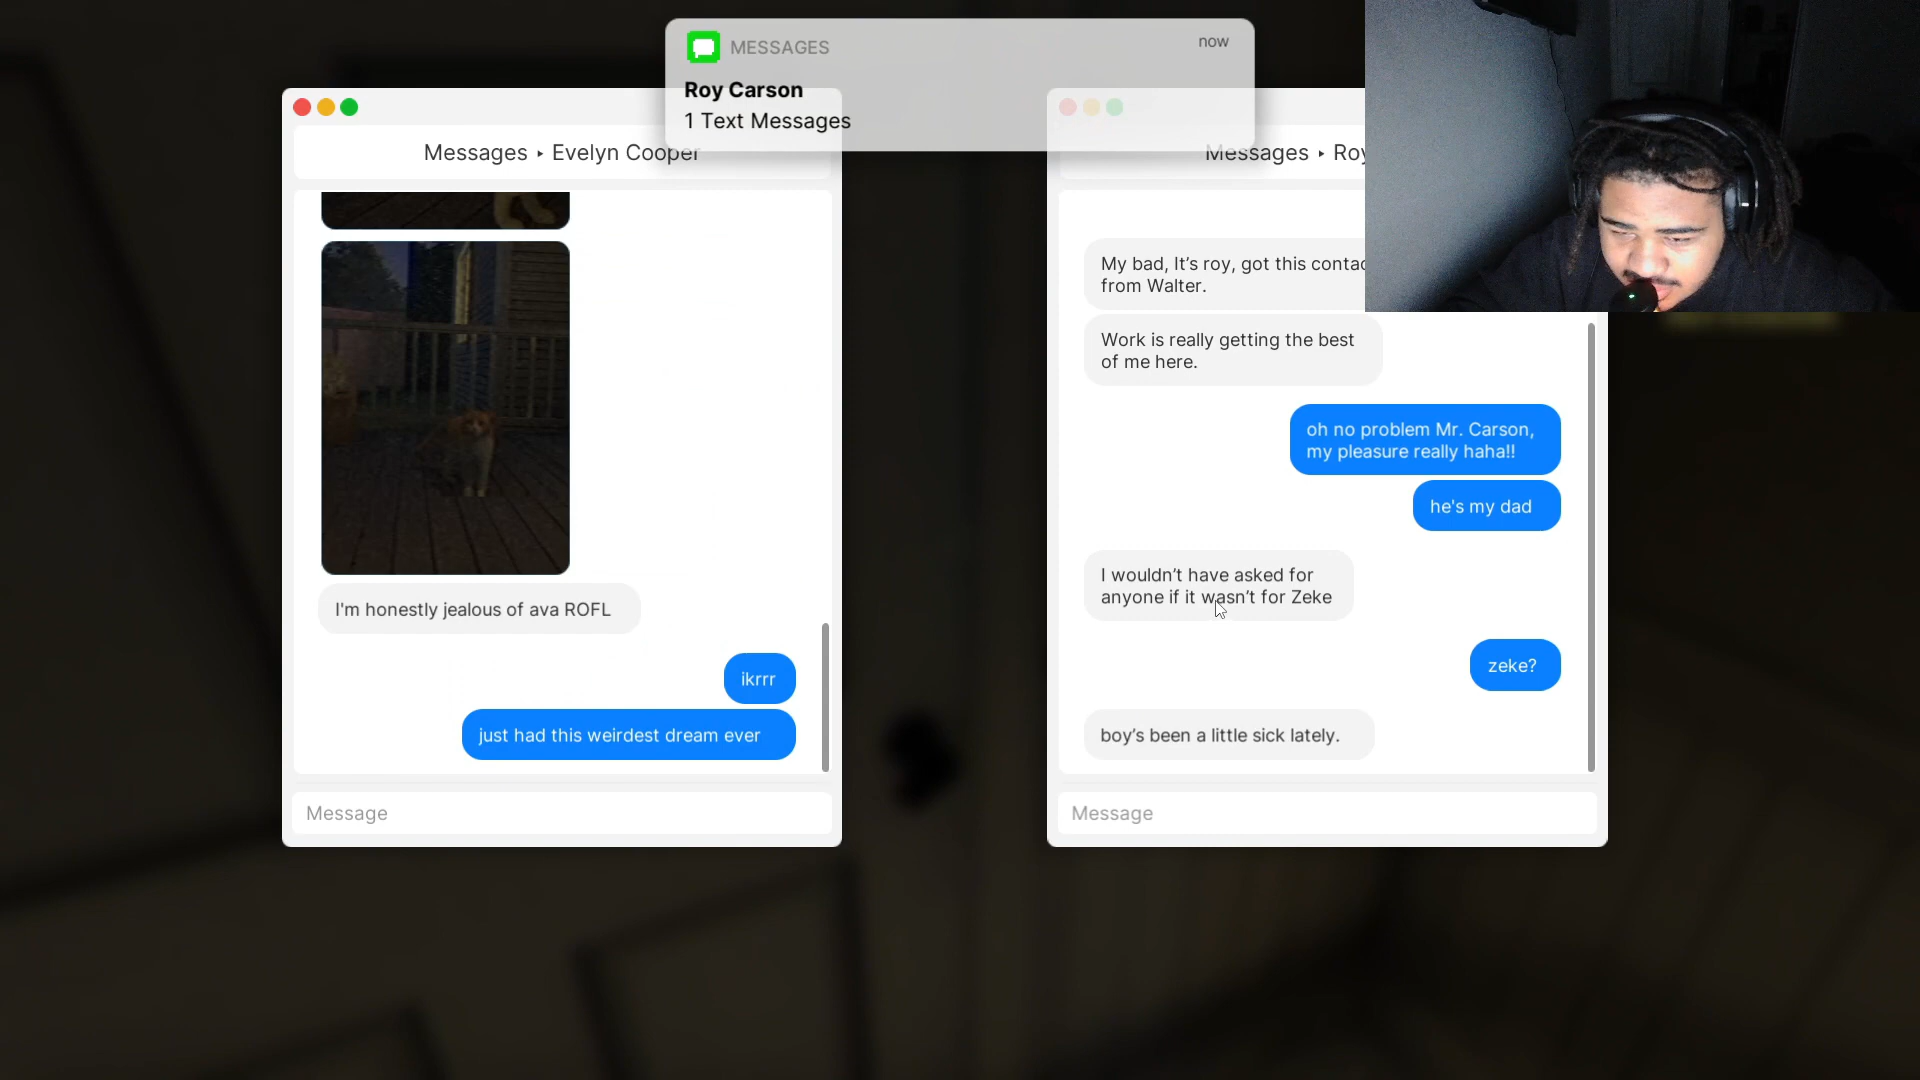 MESSAGES
now
Roy Carson
1 Text Messages
Messages ‣ Evelyn Cooper
I'm honestly jealous of ava ROFL
ikrrr
just had this weirdest dream ever
Message
Messages ‣ Roy
My bad, It's roy, got this
from Walter.
Work is really getting the best
of me here.
oh no problem Mr. Carson,
my pleasure really haha!!
he's my dad
I wouldn't have asked for
anyone if it wasn't for Zeke
zeke?
boy's been a little sick lately.
Message